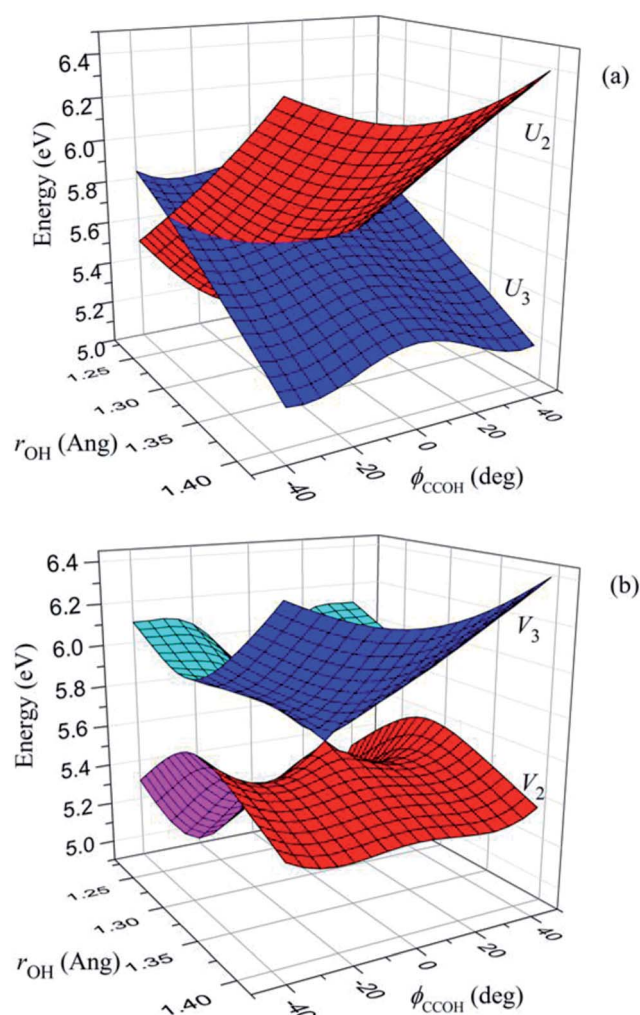 (a)
6.4
6.2
6.0
5.8
5.6
5.4
5.2
5.0
Energy (eV)
U2
U3
1.25
1.30
1.35
1.40
rOH (Ang)
-40
-20
0
20
40
ϕCCOH (deg)
(b)
6.4
6.2
6.0
5.8
5.6
5.4
5.2
5.0
Energy (eV)
V3
V2
1.25
1.30
1.35
1.40
rOH (Ang)
-40
-20
0
20
40
ϕCCOH (deg)